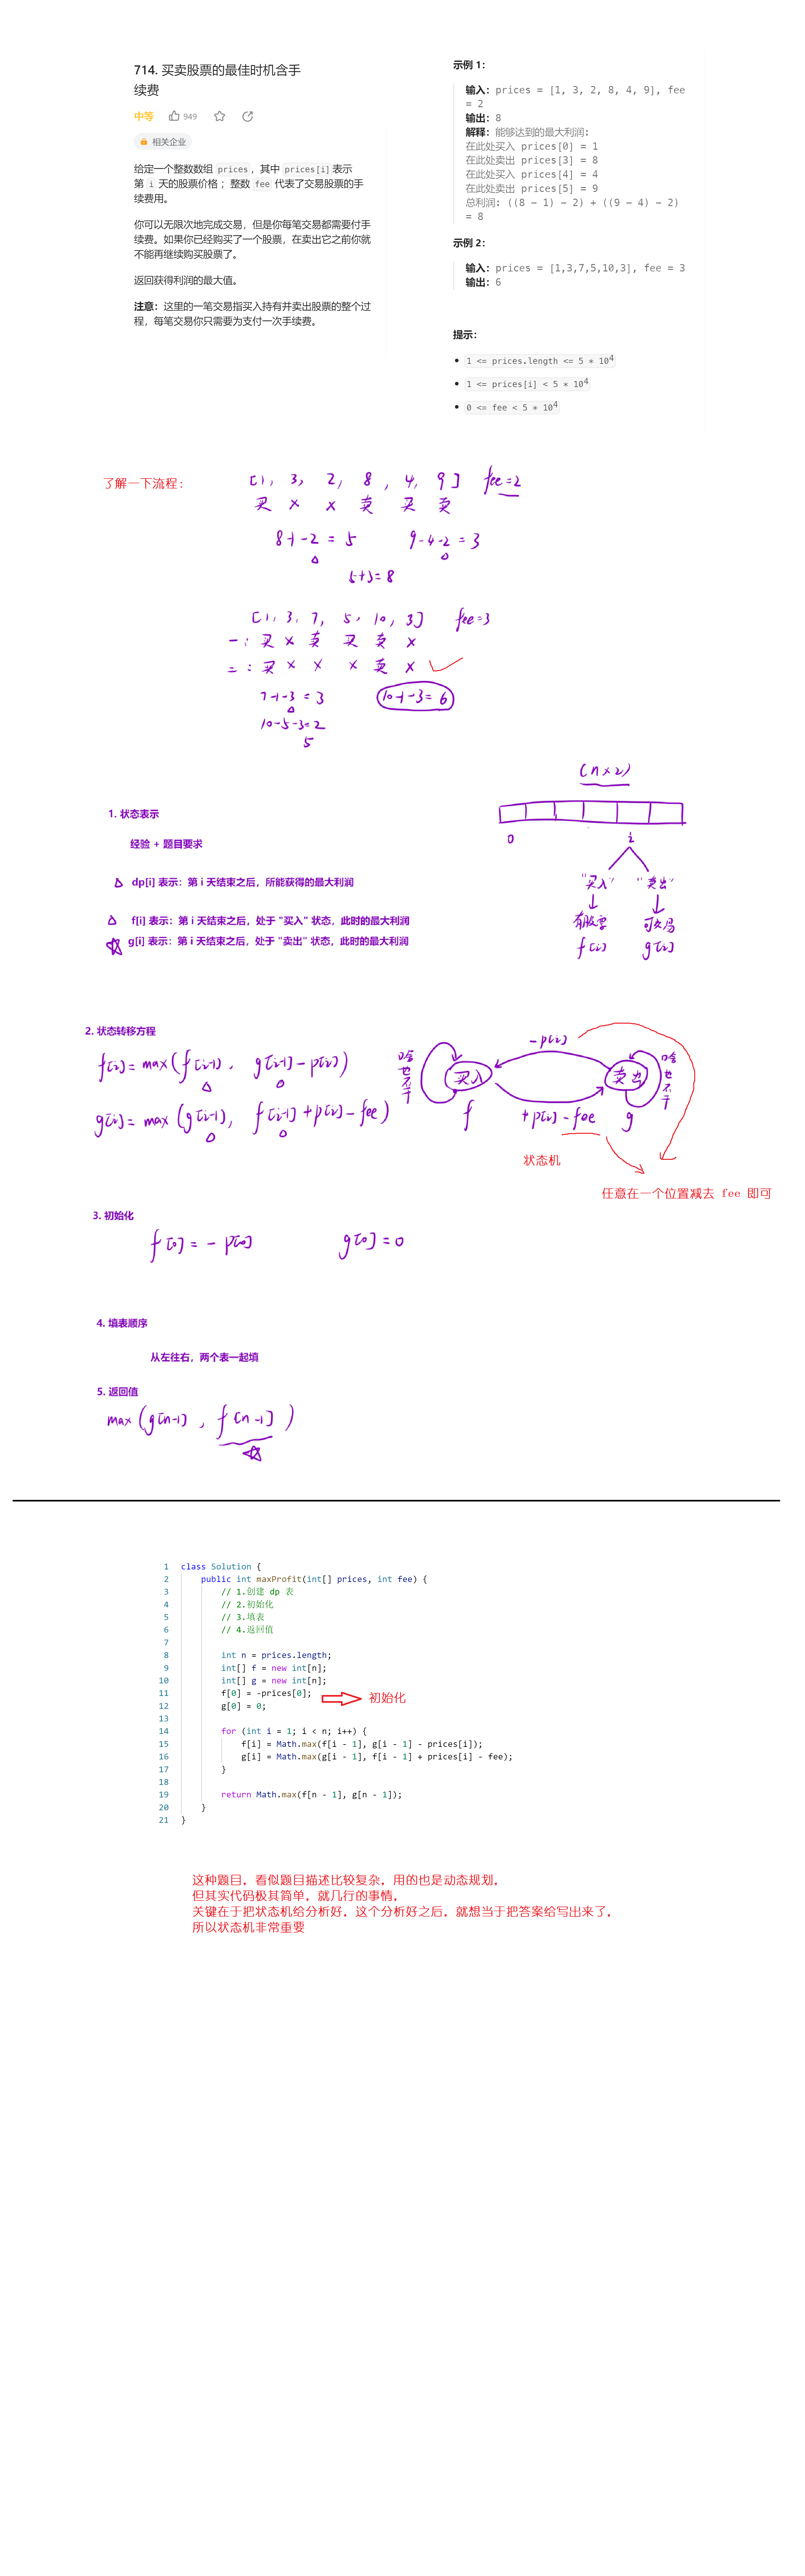 714. 买卖股票的最佳时机含手
续费
中等 949
相关企业
给定一个整数数组 prices，其中 prices[i]表示
第 i 天的股票价格 ；整数 fee 代表了交易股票的手
续费用。
你可以无限次地完成交易，但是你每笔交易都需要付手
续费。如果你已经购买了一个股票，在卖出它之前你就
不能再继续购买股票了。
返回获得利润的最大值。
注意：这里的一笔交易指买入持有并卖出股票的整个过
程，每笔交易你只需要为支付一次手续费。
示例 1：
输入：prices = [1, 3, 2, 8, 4, 9], fee
= 2
输出：8
解释：能够达到的最大利润:
在此处买入 prices[0] = 1
在此处卖出 prices[3] = 8
在此处买入 prices[4] = 4
在此处卖出 prices[5] = 9
总利润: ((8 - 1) - 2) + ((9 - 4) - 2)
= 8
示例 2：
输入：prices = [1,3,7,5,10,3], fee = 3
输出：6
提示：
1 <= prices.length <= 5 * 10^4
1 <= prices[i] < 5 * 10^4
0 <= fee < 5 * 10^4
了解一下流程：
[1, 3, 2, 8, 4, 9] fee=2
买 × × 卖 买 卖
8-1-2 = 5 9-4-2 = 3
5+3=8
[1, 3, 7, 5, 10, 3] fee=3
一: 买 × 卖 买 卖 ×
二: 买 × × × 卖 ×
7-1-3 = 3 10-1-3= 6
10-5-3=2
5
(n×2)
0 i
"买入" "卖出"
有股票 可交易
f[i] g[i]
1. 状态表示
经验 + 题目要求
dp[i] 表示：第 i 天结束之后，所能获得的最大利润
f[i] 表示：第 i 天结束之后，处于 "买入" 状态，此时的最大利润
g[i] 表示：第 i 天结束之后，处于 "卖出" 状态，此时的最大利润
2. 状态转移方程
f[i]=max(f[i-1], g[i-1]-p[i])
g[i]= max (g[i-1], f[i-1]+p[i]-fee)
-p[i]
啥也不干 买入 卖出 啥也不干
f +p[i]-fee g
状态机
任意在一个位置减去 fee 即可
3. 初始化
f[0] = - p[0] g[0]=0
4. 填表顺序
从左往右，两个表一起填
5. 返回值
max (g[n-1] , f[n-1] )
1 class Solution {
2 public int maxProfit(int[] prices, int fee) {
3 // 1.创建 dp 表
4 // 2.初始化
5 // 3.填表
6 // 4.返回值
7
8 int n = prices.length;
9 int[] f = new int[n];
10 int[] g = new int[n];
11 f[0] = -prices[0];
12 g[0] = 0;
初始化
13
14 for (int i = 1; i < n; i++) {
15 f[i] = Math.max(f[i - 1], g[i - 1] - prices[i]);
16 g[i] = Math.max(g[i - 1], f[i - 1] + prices[i] - fee);
17 }
18
19 return Math.max(f[n - 1], g[n - 1]);
20 }
21 }
这种题目，看似题目描述比较复杂，用的也是动态规划，
但其实代码极其简单，就几行的事情，
关键在于把状态机给分析好，这个分析好之后，就想当于把答案给写出来了，
所以状态机非常重要